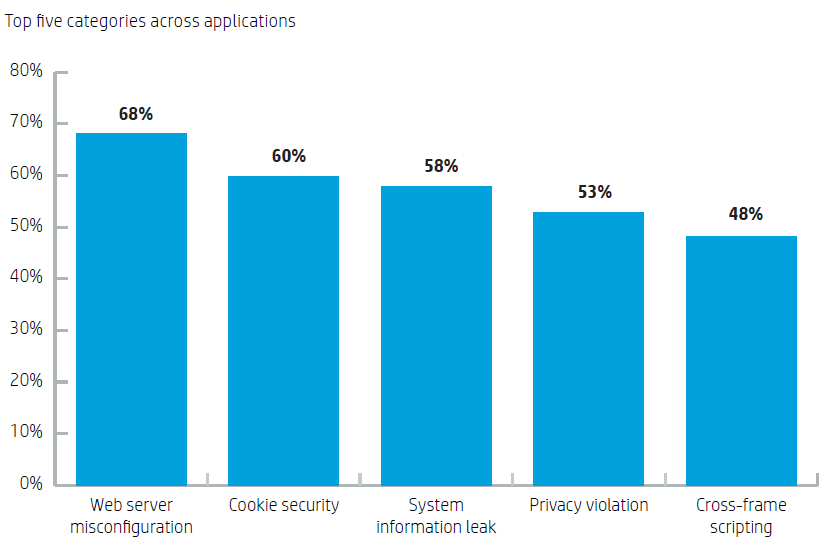 Top five categories across applications
80%
70%
60%
50%
40%
30%
20%
10%
0%
68%
60%
58%
53%
48%
Web server
misconfiguration
Cookie security
System
information leak
Privacy violation
Cross-frame
scripting